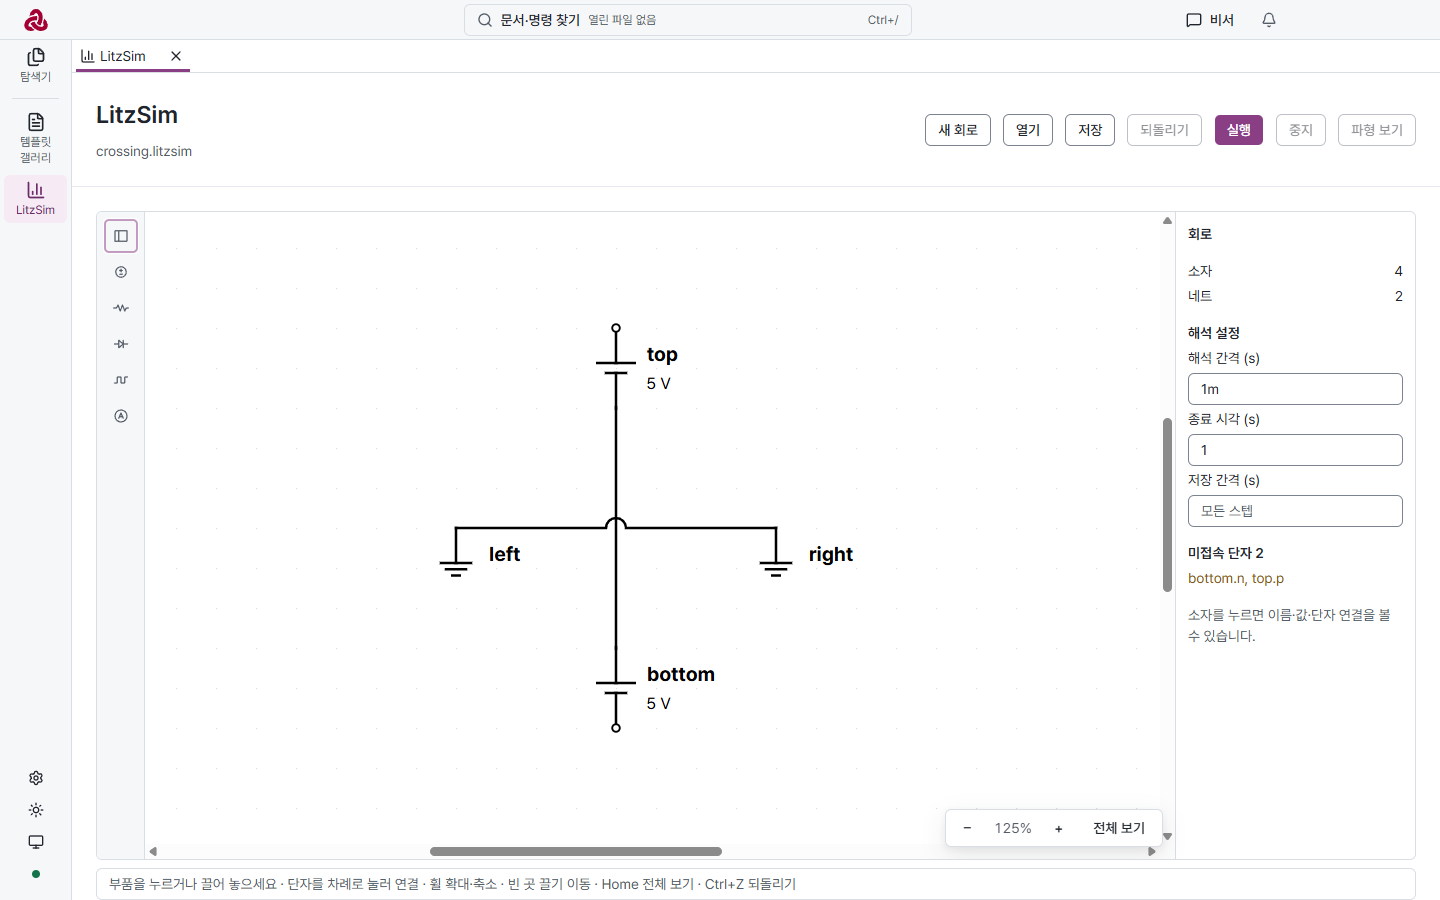 문서·명령 찾기 열린 파일 없음 Ctrl+/
비서
탐색기
템플릿
갤러리
LitzSim
LitzSim
LitzSim
crossing.litzsim
새 회로
열기
저장
되돌리기
실행
중지
파형 보기
top
5 V
left
right
bottom
5 V
− 125% + 전체 보기
회로
소자 4
네트 2
해석 설정
해석 간격 (s)
1m
종료 시각 (s)
1
저장 간격 (s)
모든 스텝
미접속 단자 2
bottom.n, top.p
소자를 누르면 이름·값·단자 연결을 볼
수 있습니다.
부품을 누르거나 끌어 놓으세요 · 단자를 차례로 눌러 연결 · 휠 확대·축소 · 빈 곳 끌기 이동 · Home 전체 보기 · Ctrl+Z 되돌리기